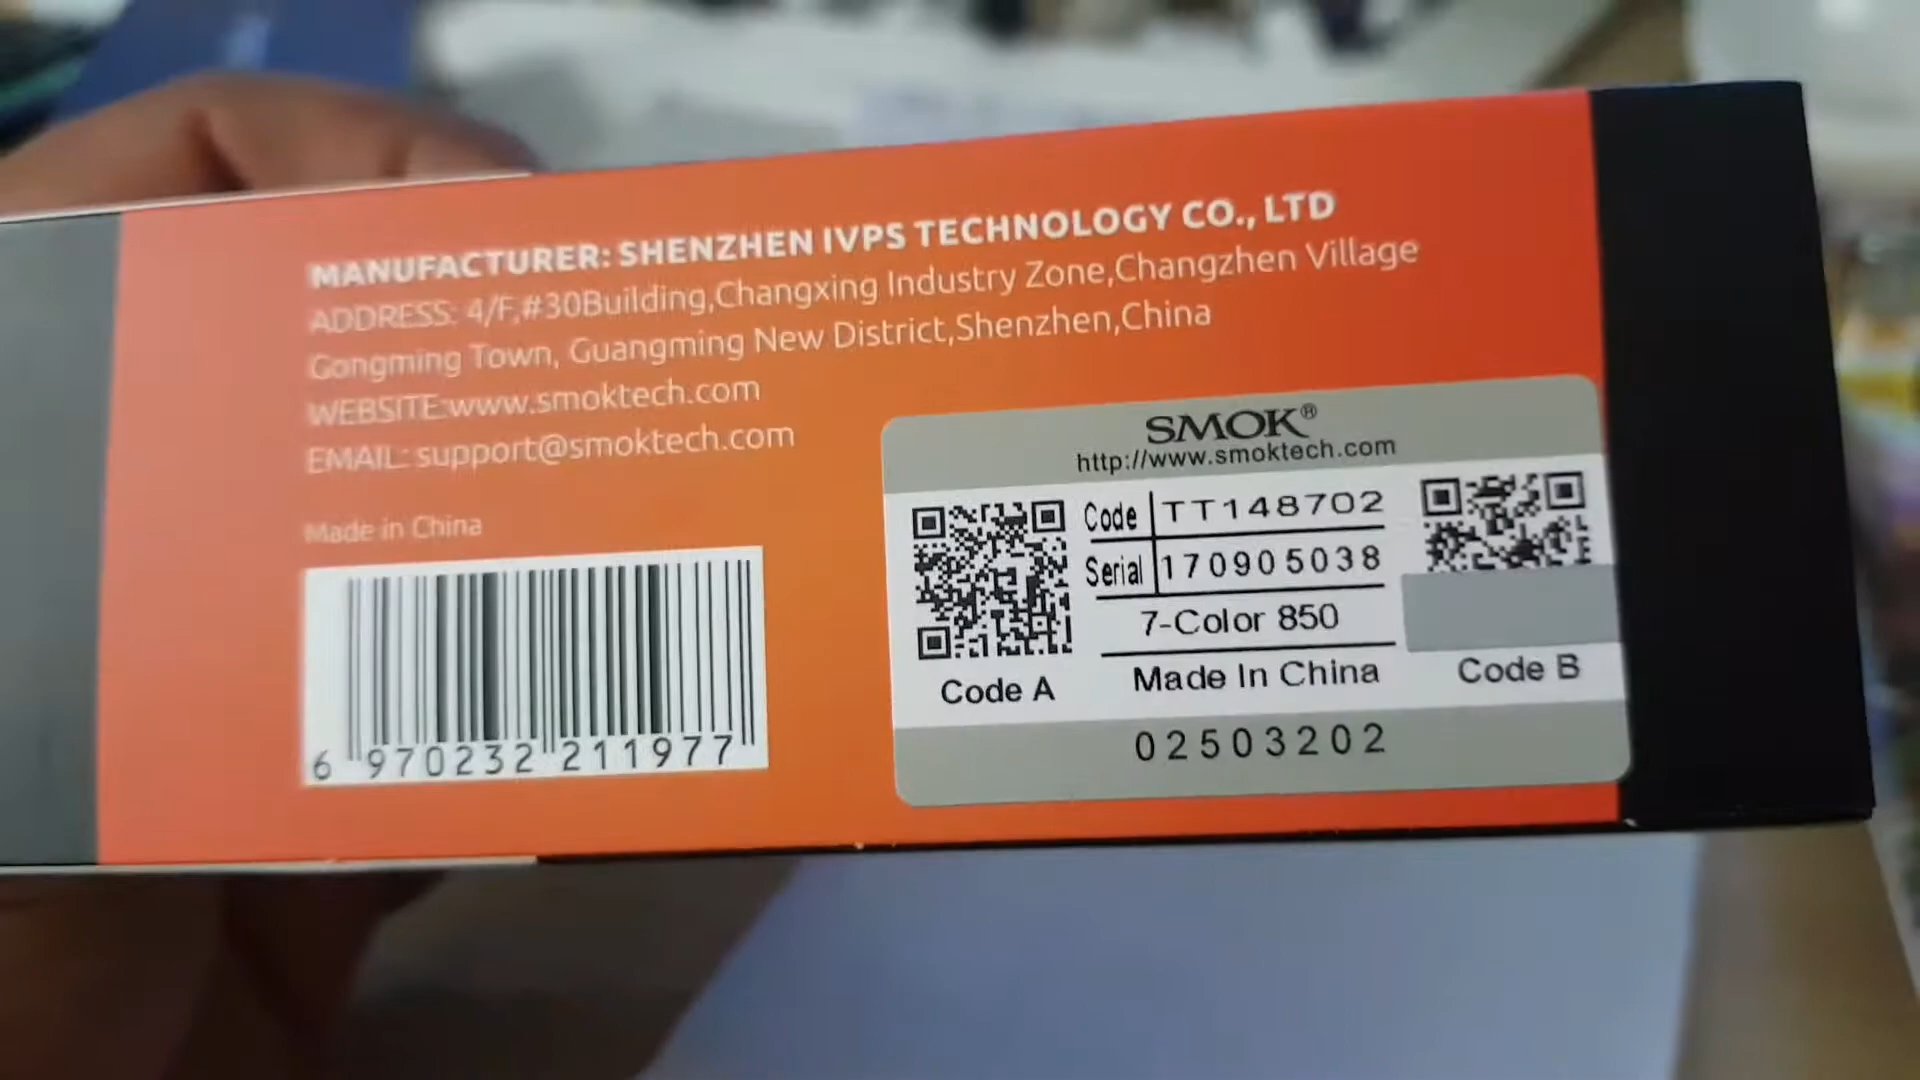 MANUFACTURER: SHENZHEN IVPS TECHNOLOGY CO., LTD
ADDRESS: 4/F,#30Building,Changxing Industry Zone,Changzhen Village
Gongming Town, Guangming New District,Shenzhen,China
WEBSITE:www.smoktech.com
EMAIL: support@smoktech.com
Made in China
6 970232 211977
SMOK®
http://www.smoktech.com
Code TT148702
Serial 170905038
7-Color 850
Made In China
Code A
Code B
02503202